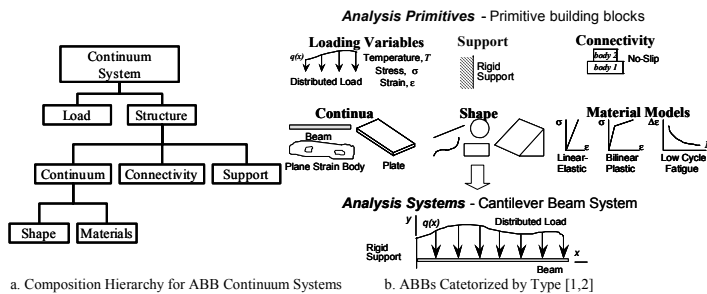 Continuum
System
Load
Structure
Continuum
Connectivity
Support
Shape
Materials
a. Composition Hierarchy for ABB Continuum Systems
Analysis Primitives - Primitive building blocks
Loading Variables
q(x)
Distributed Load
Temperature, T
Stress, σ
Strain, ε
Support
Rigid
Support
Connectivity
body 2
body 1
No-Slip
Continua
Beam
Plane Strain Body
Plate
Shape
Material Models
σ
ε
Linear-
Elastic
σ
ε
Bilinear
Plastic
Δε
Low Cycle
Fatigue
Analysis Systems - Cantilever Beam System
y
q(x)
Distributed Load
Rigid
Support
x
Beam
b. ABBs Catetorized by Type [1,2]